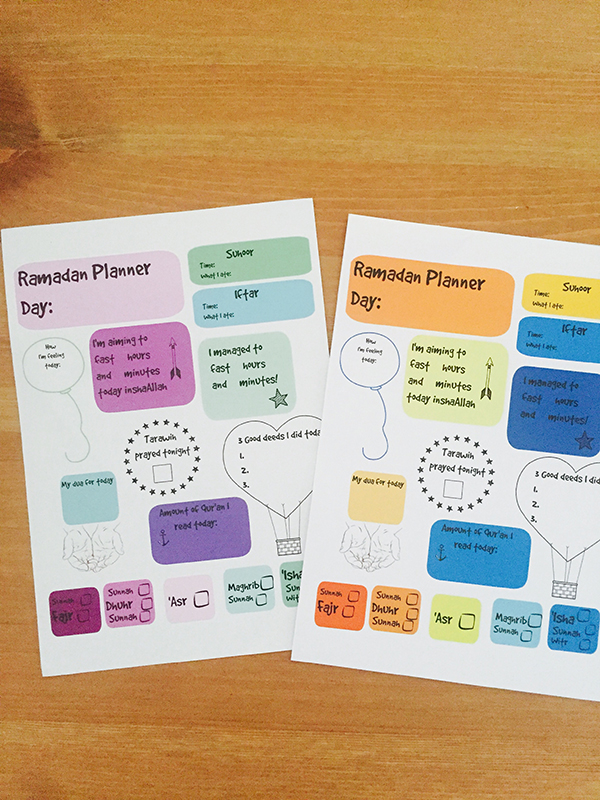 Ramadan Planner
Day:
Suhoor
Time:
What I ate:
Iftar
Time:
What I ate:
How
I'm feeling
today:
I'm aiming to
fast hours
and minutes
today inshaAllah
I managed to
fast hours
and minutes!
Tarawih
prayed tonight
3 Good deeds I did toda
1.
2.
3.
My dua for today
Amount of Qur'an I
read today:
Sunnah
Fajr
Sunnah
Dhuhr
Sunnah
'Asr
Maghrib
Sunnah
'Isha
Sunn
Witr
Ramadan Planner
Day:
Suhoor
Time:
What I ate:
Iftar
Time:
What I ate:
How
I'm feeling
today:
I'm aiming to
fast hours
and minutes
today inshaAllah
I managed to
fast hours
and minutes!
Tarawih
prayed tonight
3 Good deeds I did
1.
2.
3.
My dua for today
Amount of Qur'an I
read today:
Sunnah
Fajr
Sunnah
Dhuhr
Sunnah
'Asr
Maghrib
Sunnah
'Isha
Sunnah
Witr